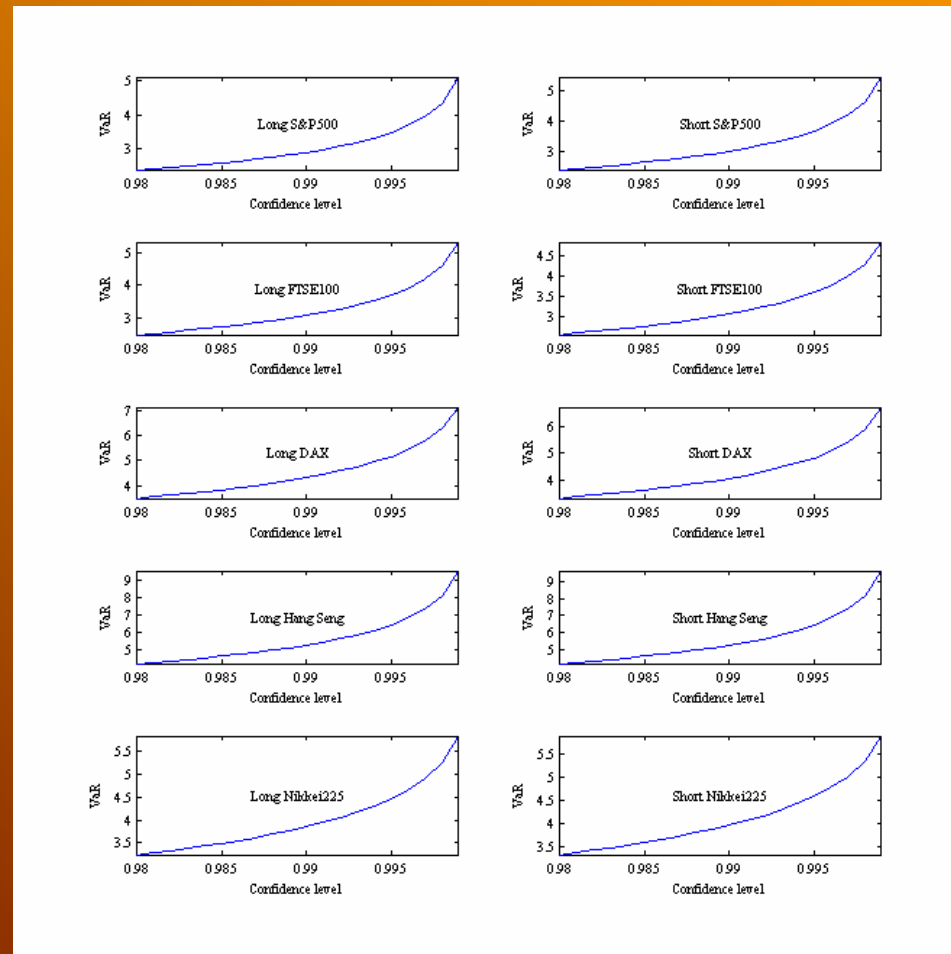 5
4
3
VaR
Long S&P500
0.98
0.985
0.99
0.995
Confidence level
5
4
3
VaR
Short S&P500
0.98
0.985
0.99
0.995
Confidence level
5
4
3
VaR
Long FTSE100
0.98
0.985
0.99
0.995
Confidence level
4.5
4
3.5
3
VaR
Short FTSE100
0.98
0.985
0.99
0.995
Confidence level
7
6
5
4
VaR
Long DAX
0.98
0.985
0.99
0.995
Confidence level
6
5
4
VaR
Short DAX
0.98
0.985
0.99
0.995
Confidence level
9
8
7
6
5
VaR
Long Hang Seng
0.98
0.985
0.99
0.995
Confidence level
9
8
7
6
5
VaR
Short Hang Seng
0.98
0.985
0.99
0.995
Confidence level
5.5
5
4.5
4
3.5
VaR
Long Nikkei225
0.98
0.985
0.99
0.995
Confidence level
5.5
5
4.5
4
3.5
VaR
Short Nikkei225
0.98
0.985
0.99
0.995
Confidence level